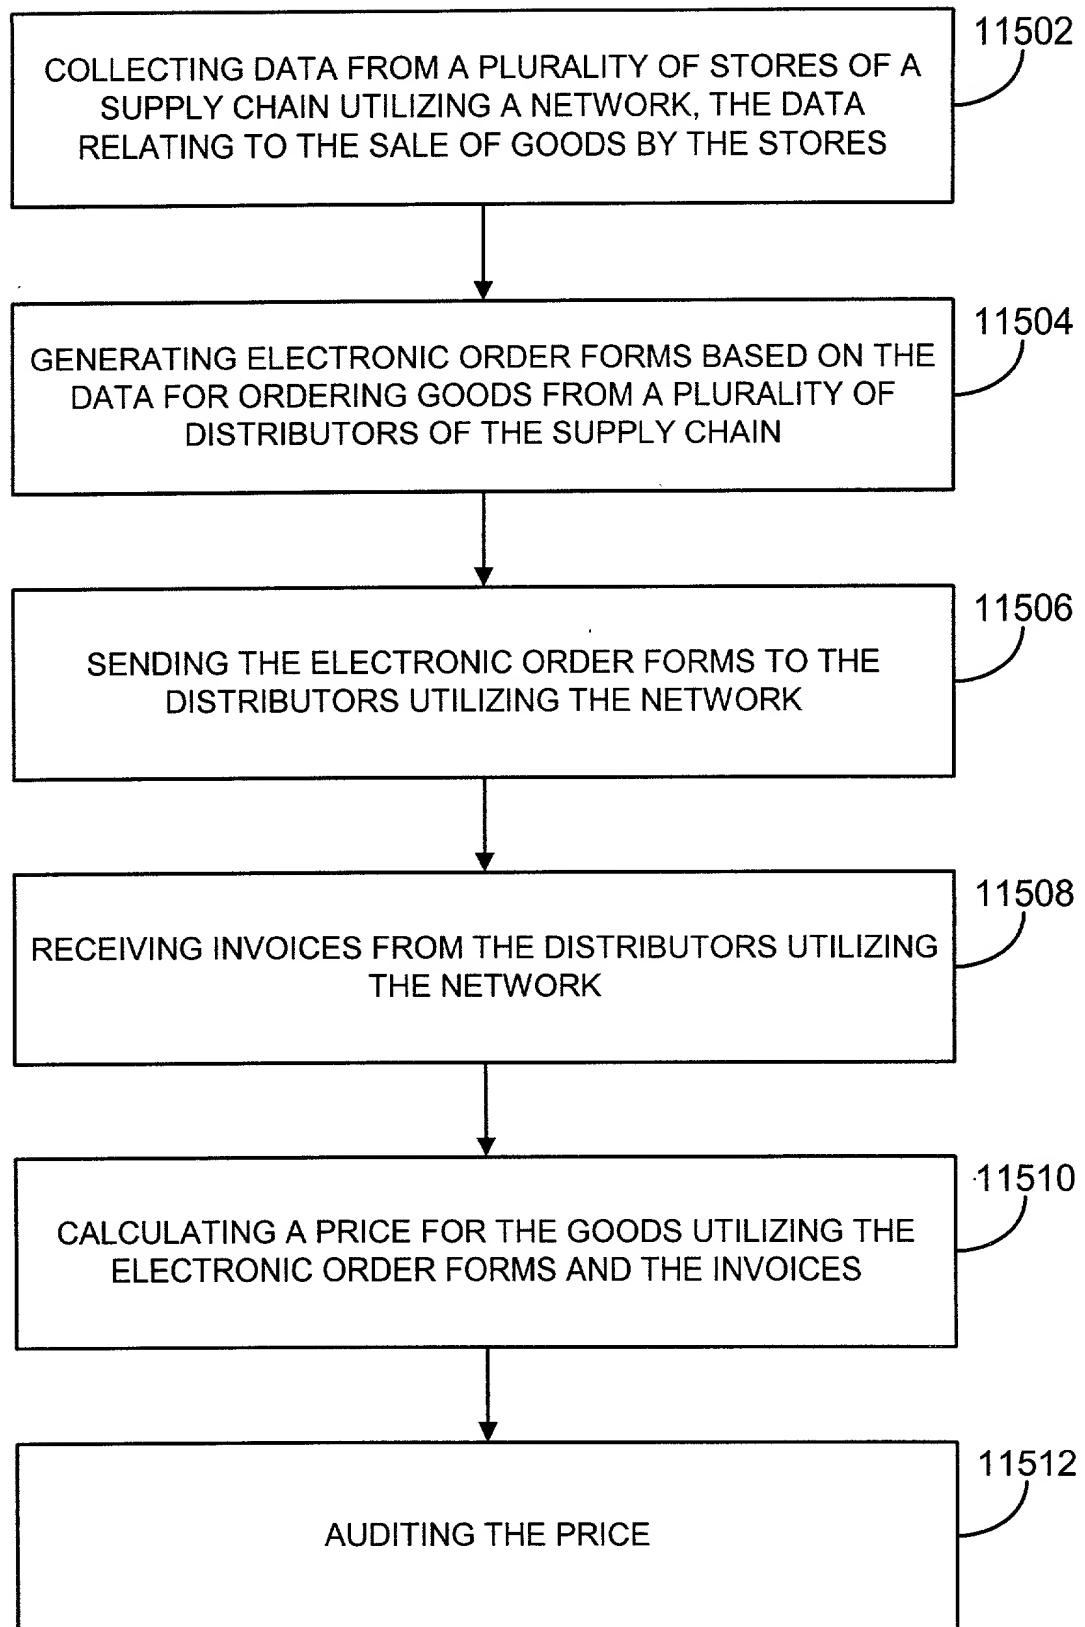 11502
COLLECTING DATA FROM A PLURALITY OF STORES OF A
SUPPLY CHAIN UTILIZING A NETWORK, THE DATA
RELATING TO THE SALE OF GOODS BY THE STORES
11504
GENERATING ELECTRONIC ORDER FORMS BASED ON THE
DATA FOR ORDERING GOODS FROM A PLURALITY OF
DISTRIBUTORS OF THE SUPPLY CHAIN
11506
SENDING THE ELECTRONIC ORDER FORMS TO THE
DISTRIBUTORS UTILIZING THE NETWORK
11508
RECEIVING INVOICES FROM THE DISTRIBUTORS UTILIZING
THE NETWORK
11510
CALCULATING A PRICE FOR THE GOODS UTILIZING THE
ELECTRONIC ORDER FORMS AND THE INVOICES
11512
AUDITING THE PRICE